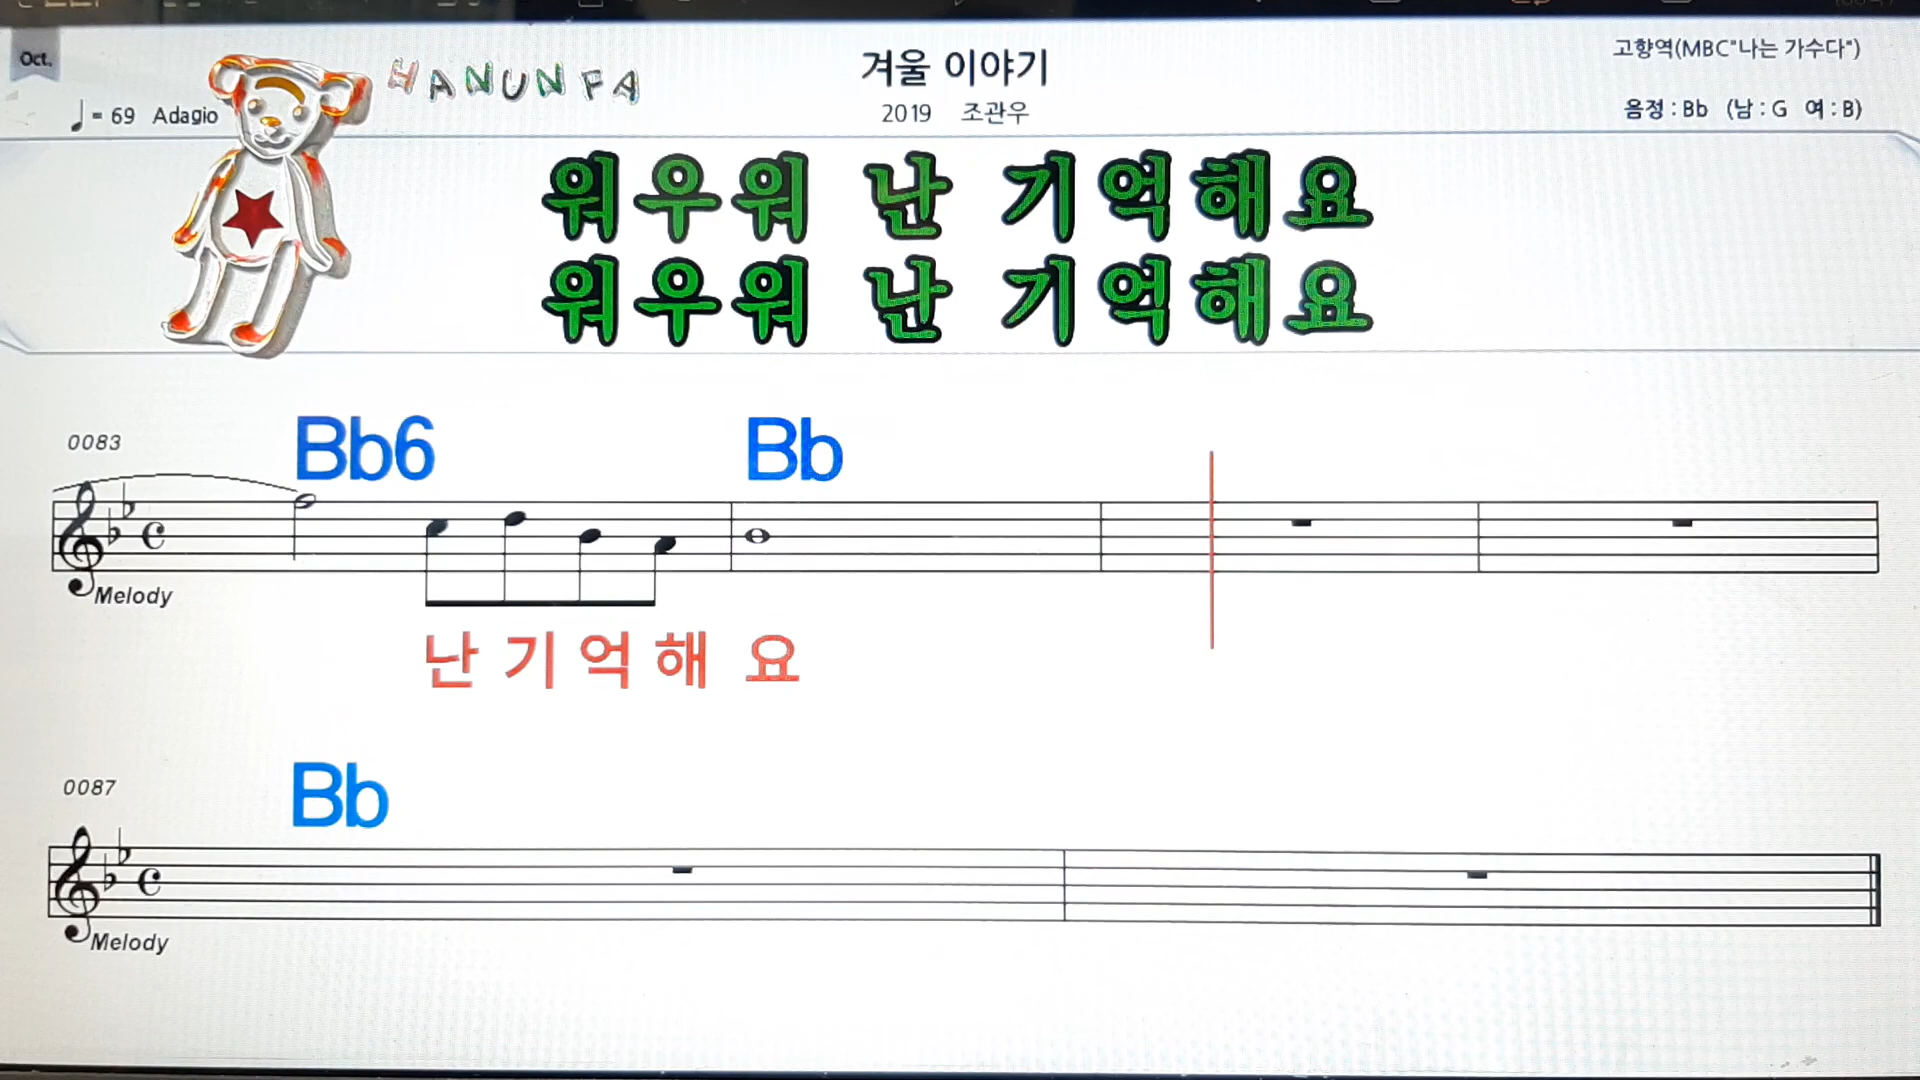 Oct.
HANUNFA
겨울 이야기
고향역(MBC"나는 가수다")
= 69 Adagio
2019 조관우
음정 : Bb (남 : G 여 : B)
워우워 난 기억해요
워우워 난 기억해요
0083 Bb6 Bb
Melody
난 기 억 해 요
0087 Bb
Melody